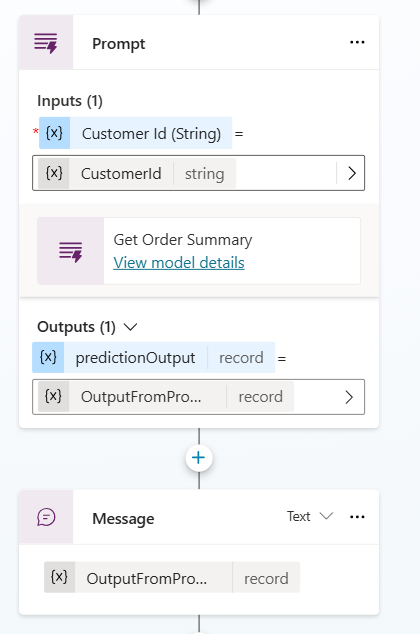 Prompt
Inputs (1)
* {x} Customer Id (String) =
{x} CustomerId string
Get Order Summary
View model details
Outputs (1)
{x} predictionOutput record =
{x} OutputFromPro... record
Message Text
{x} OutputFromPro... record